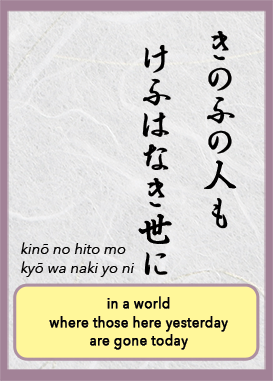 きのふの人も
けふはなき世に
kinō no hito mo
kyō wa naki yo ni
in a world
where those here yesterday
are gone today